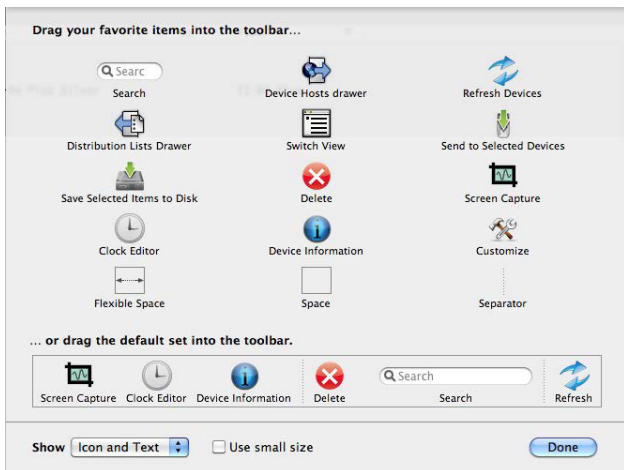 Drag your favorite items into the toolbar...
Searc
Search Device Hosts drawer Refresh Devices
Distribution Lists Drawer Switch View Send to Selected Devices
Save Selected Items to Disk Delete Screen Capture
Clock Editor Device Information Customize
Flexible Space Space Separator
... or drag the default set into the toolbar.
Search
Screen Capture Clock Editor Device Information Delete Search Refresh
Show Icon and Text Use small size Done